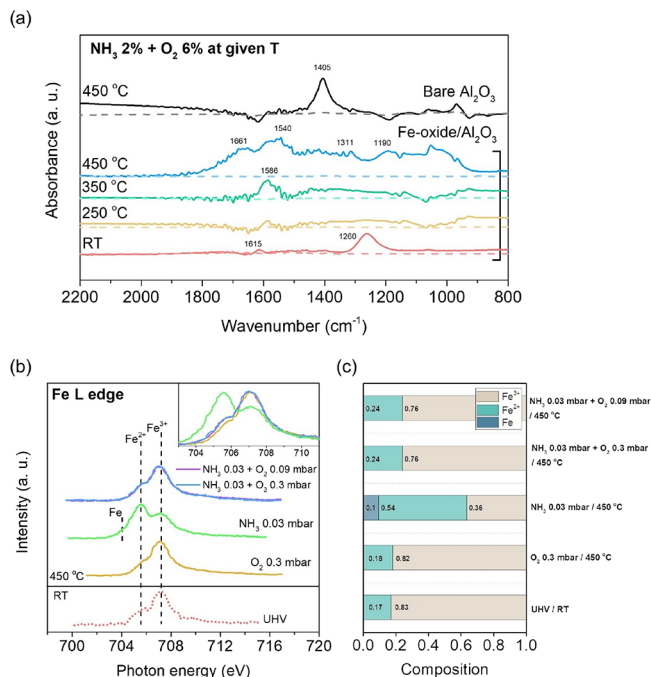 (a)
NH₃ 2% + O₂ 6% at given T
450 °C
1405
Bare Al₂O₃
Fe-oxide/Al₂O₃
450 °C
1661
1540
1311
1190
350 °C
1586
250 °C
RT
1615
1260
Absorbance (a. u.)
2200 2000 1800 1600 1400 1200 1000 800
Wavenumber (cm⁻¹)
(b)
Fe L edge
Fe²⁺
Fe³⁺
703 704 705 706 707 708 709 710 711
NH₃ 0.03 + O₂ 0.09 mbar
NH₃ 0.03 + O₂ 0.3 mbar
Fe
NH₃ 0.03 mbar
O₂ 0.3 mbar
450 °C
RT
UHV
Intensity (a. u.)
700 704 708 712 716 720
Photon energy (eV)
(c)
Fe³⁺
Fe²⁺
Fe
0.24 0.76
NH₃ 0.03 mbar + O₂ 0.09 mbar
/ 450 °C
0.24 0.76
NH₃ 0.03 mbar + O₂ 0.3 mbar
/ 450 °C
0.1 0.54 0.36
NH₃ 0.03 mbar / 450°C
0.18 0.82
O₂ 0.3 mbar / 450°C
0.17 0.83
UHV / RT
0.0 0.2 0.4 0.6 0.8 1.0
Composition